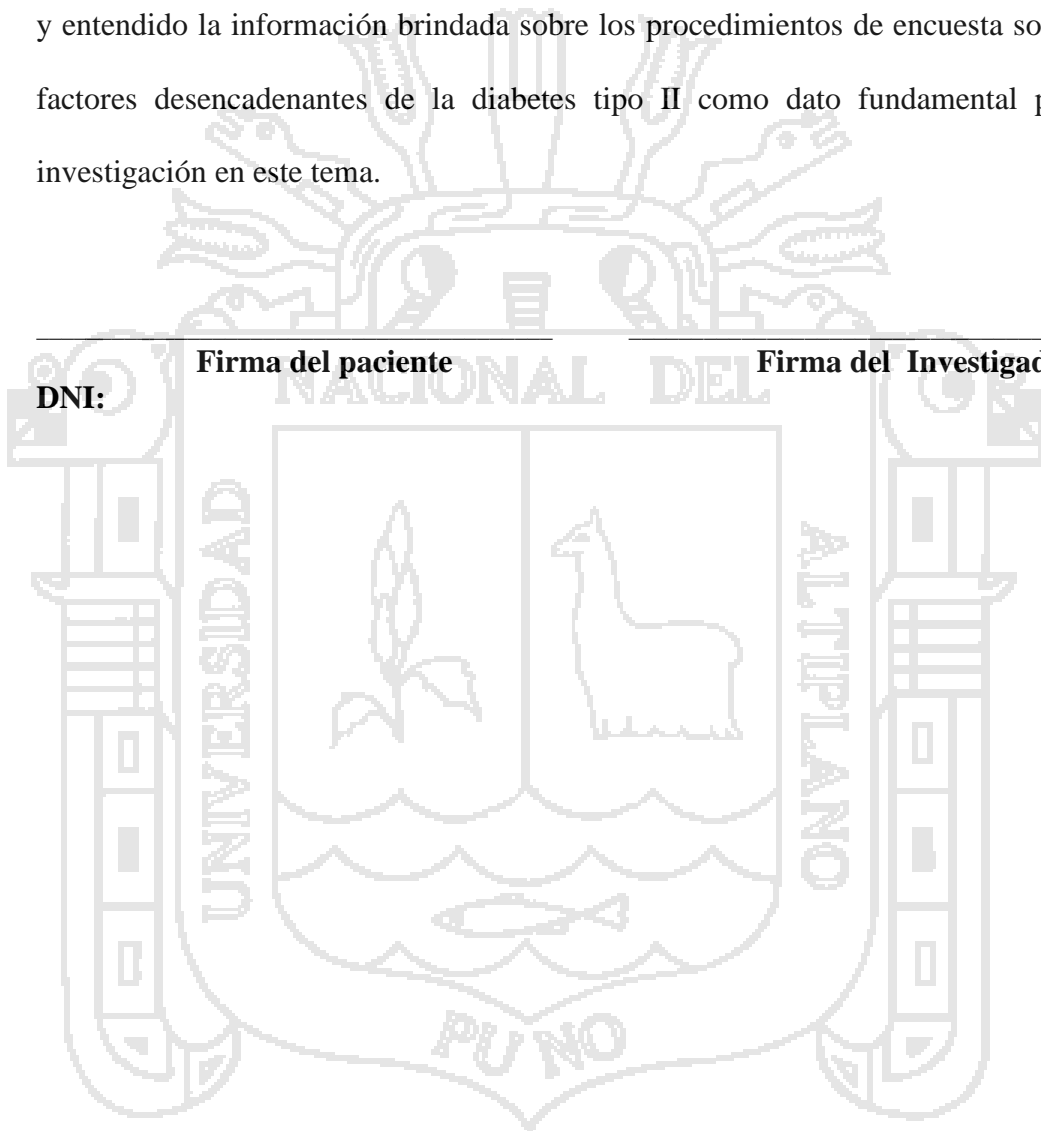 y entendido la información brindada sobre los procedimientos de encuesta so
factores desencadenantes de la diabetes tipo II como dato fundamental p
investigación en este tema.
Firma del paciente Firma del Investigad
DNI:
NACIONAL DEL
UNIVERSIDAD
ALTIPLANO
PUNO